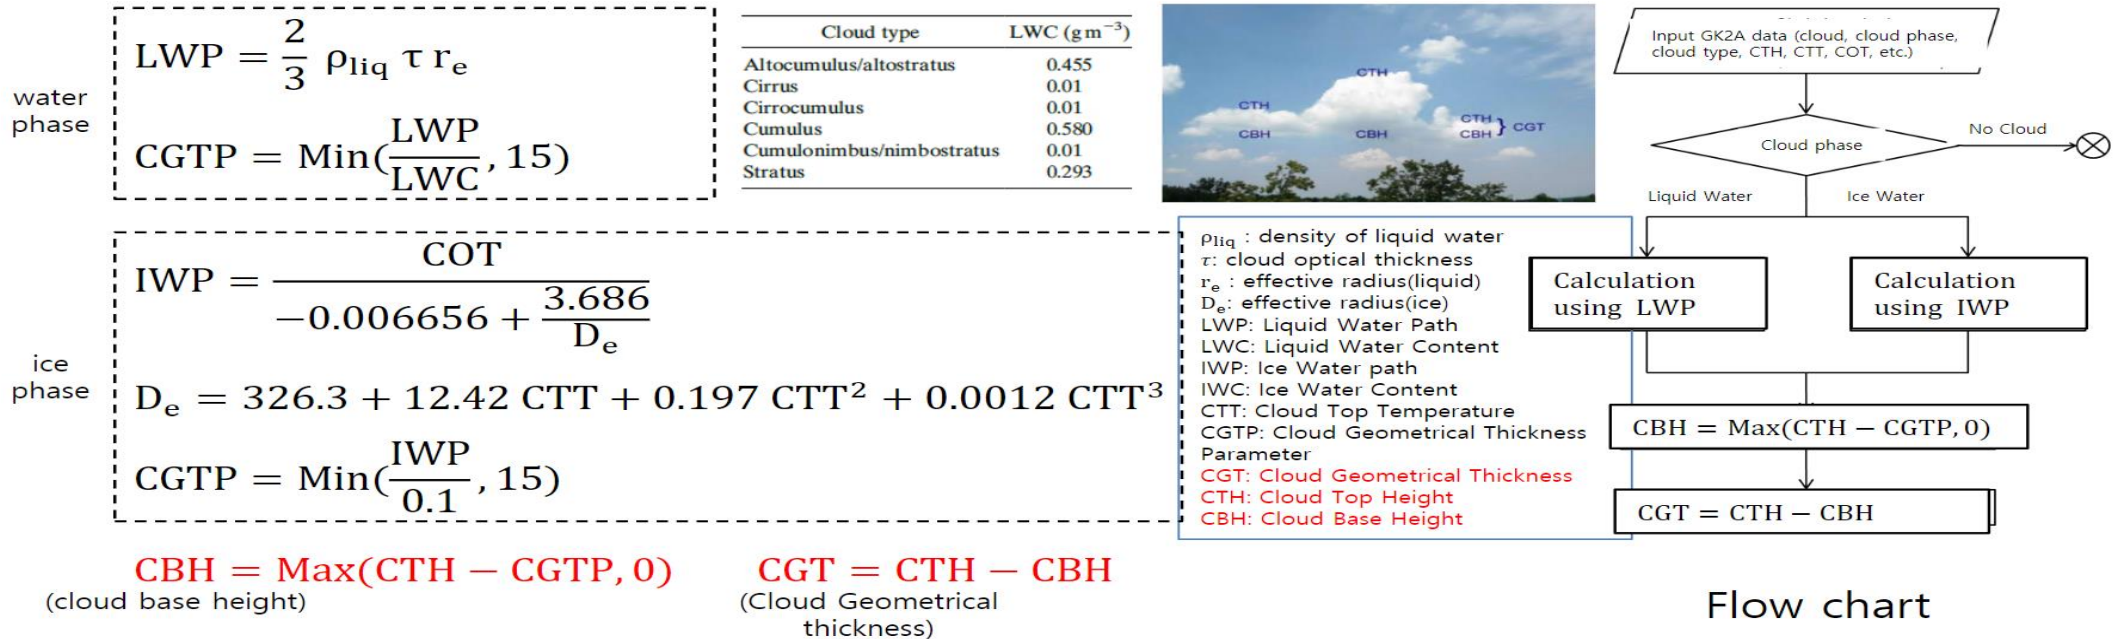 water
phase
LWP = 2/3 ρ_liq τ r_e
CGTP = Min(LWP/LWC, 15)
Cloud type LWC (g m⁻³)
Altocumulus/altostratus 0.455
Cirrus 0.01
Cirrocumulus 0.01
Cumulus 0.580
Cumulonimbus/nimbostratus 0.01
Stratus 0.293
CTH
CTH
CBH
CBH
CTH
CBH } CGT
ice
phase
IWP = COT / (−0.006656 + 3.686/D_e)
D_e = 326.3 + 12.42 CTT + 0.197 CTT² + 0.0012 CTT³
CGTP = Min(IWP/0.1, 15)
ρ_liq : density of liquid water
τ: cloud optical thickness
r_e : effective radius(liquid)
D_e: effective radius(ice)
LWP: Liquid Water Path
LWC: Liquid Water Content
IWP: Ice Water path
IWC: Ice Water Content
CTT: Cloud Top Temperature
CGTP: Cloud Geometrical Thickness
Parameter
CGT: Cloud Geometrical Thickness
CTH: Cloud Top Height
CBH: Cloud Base Height
CBH = Max(CTH − CGTP, 0)
(cloud base height)
CGT = CTH − CBH
(Cloud Geometrical
thickness)
Input GK2A data (cloud, cloud phase,
cloud type, CTH, CTT, COT, etc.)
Cloud phase
No Cloud
Liquid Water
Ice Water
Calculation
using LWP
Calculation
using IWP
CBH = Max(CTH − CGTP, 0)
CGT = CTH − CBH
Flow chart